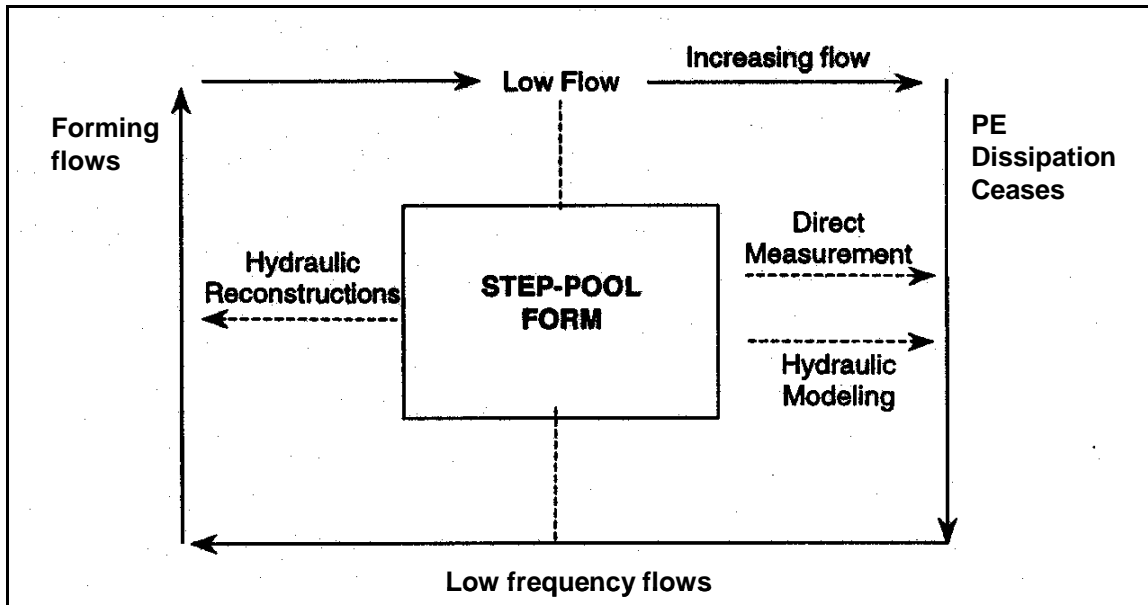 Increasing flow
Low Flow
Forming
flows
PE
Dissipation
Ceases
Hydraulic
Reconstructions
STEP-POOL
FORM
Direct
Measurement
Hydraulic
Modeling
Low frequency flows